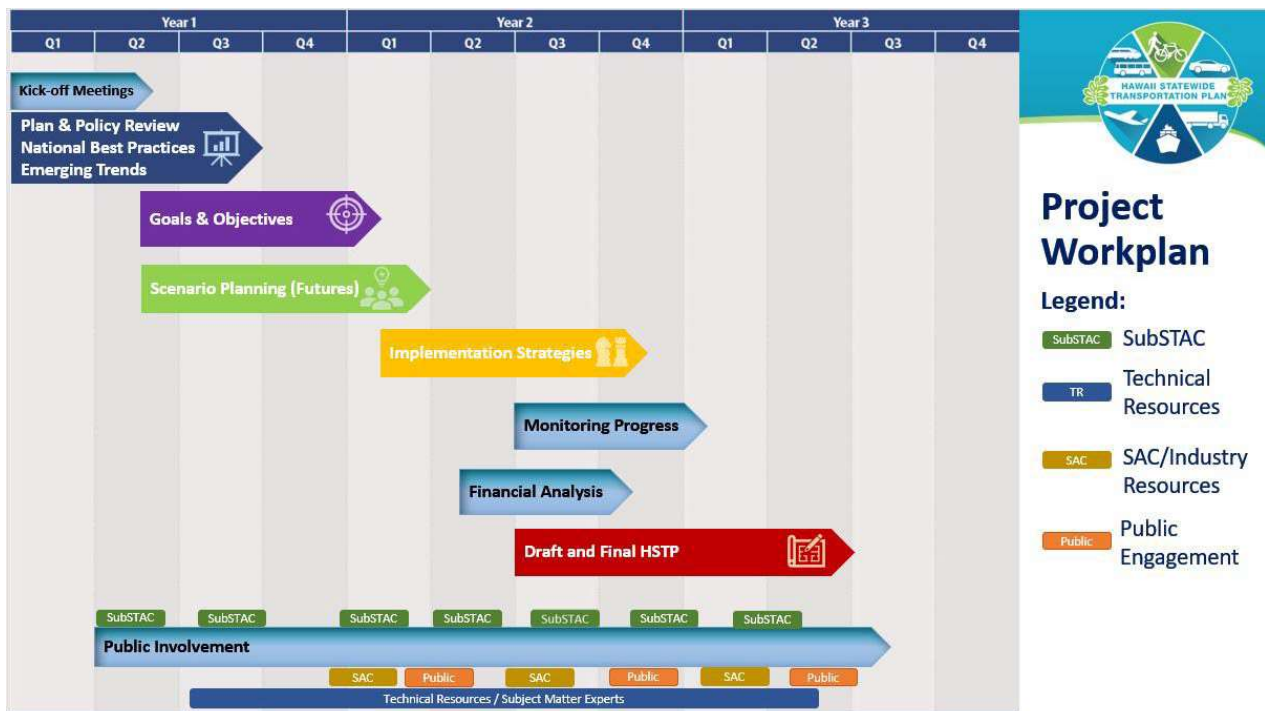 Year 1 Year 2 Year 3
Q1 Q2 Q3 Q4 Q1 Q2 Q3 Q4 Q1 Q2 Q3 Q4
Kick-off Meetings
Plan & Policy Review
National Best Practices
Emerging Trends
Goals & Objectives
Scenario Planning (Futures)
Implementation Strategies
Monitoring Progress
Financial Analysis
Draft and Final HSTP
SubSTAC SubSTAC SubSTAC SubSTAC SubSTAC SubSTAC SubSTAC
Public Involvement
SAC Public SAC Public SAC Public
Technical Resources / Subject Matter Experts
HAWAII STATEWIDE
TRANSPORTATION PLAN
Project
Workplan
Legend:
SubSTAC SubSTAC
TR Technical
Resources
SAC SAC/Industry
Resources
Public Public
Engagement